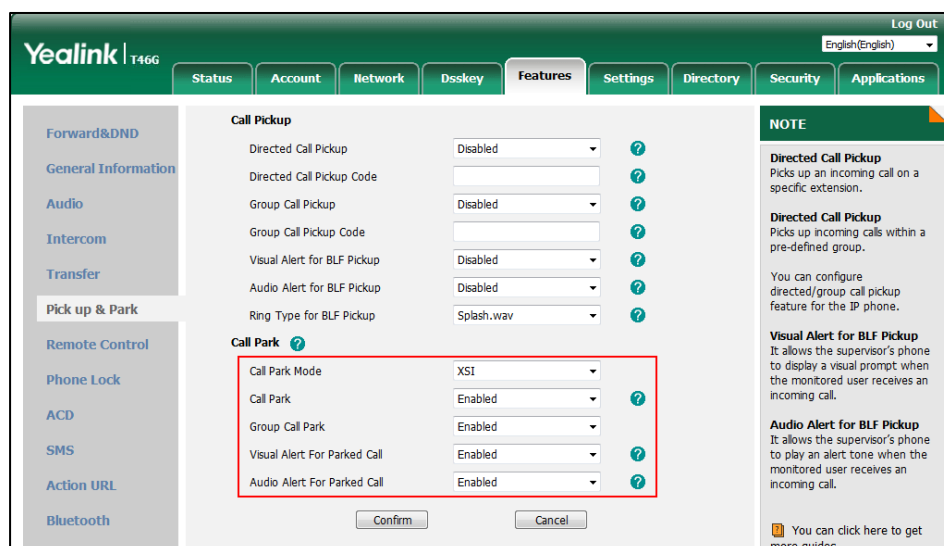 Log Out
Yealink | T46G
English(English)
Status Account Network Dsskey Features Settings Directory Security Applications
Forward&DND
General Information
Audio
Intercom
Transfer
Pick up & Park
Remote Control
Phone Lock
ACD
SMS
Action URL
Bluetooth
Call Pickup
Directed Call Pickup Disabled ?
Directed Call Pickup Code ?
Group Call Pickup Disabled ?
Group Call Pickup Code ?
Visual Alert for BLF Pickup Disabled ?
Audio Alert for BLF Pickup Disabled ?
Ring Type for BLF Pickup Splash.wav ?
Call Park ?
Call Park Mode XSI
Call Park Enabled ?
Group Call Park Enabled
Visual Alert For Parked Call Enabled ?
Audio Alert For Parked Call Enabled ?
Confirm Cancel
NOTE
Directed Call Pickup
Picks up an incoming call on a
specific extension.
Directed Call Pickup
Picks up incoming calls within a
pre-defined group.
You can configure
directed/group call pickup
feature for the IP phone.
Visual Alert for BLF Pickup
It allows the supervisor's phone
to display a visual prompt when
the monitored user receives an
incoming call.
Audio Alert for BLF Pickup
It allows the supervisor's phone
to play an alert tone when the
monitored user receives an
incoming call.
? You can click here to get
more guides